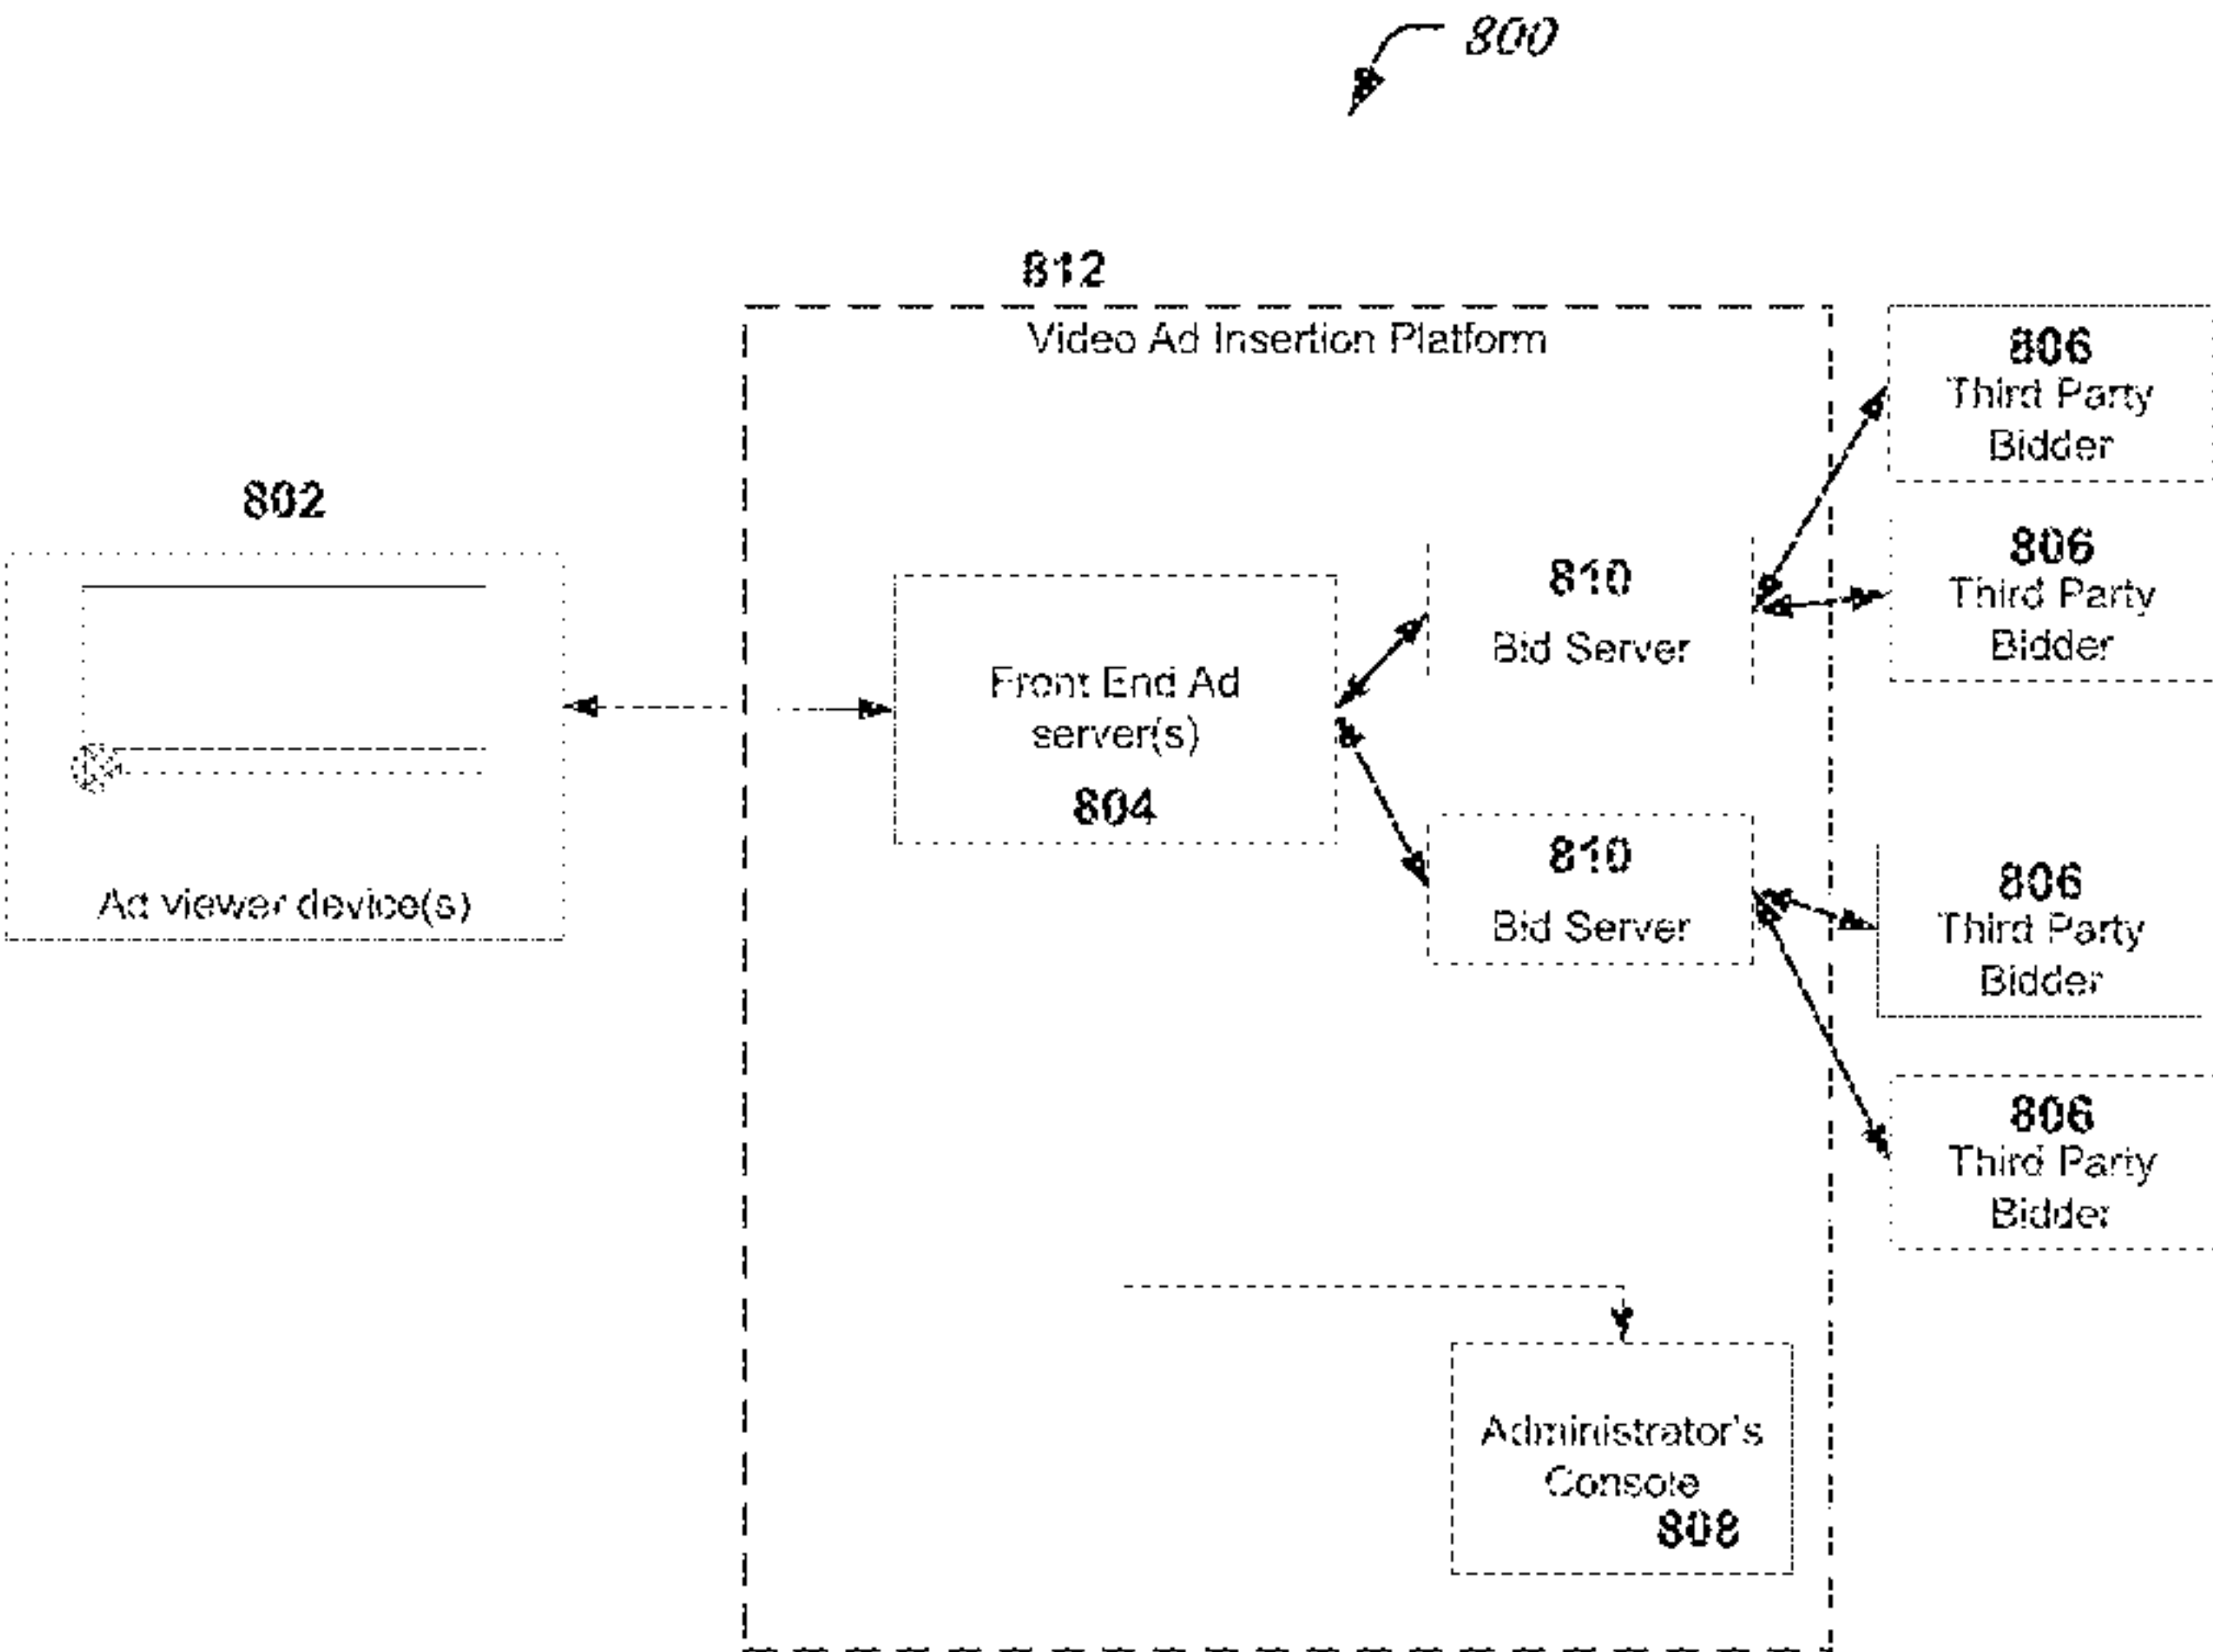 800
812
Video Ad Insertion Platform
802
Ad viewer device(s)
Front End Ad
server(s)
804
810
Bid Server
810
Bid Server
806
Third Party
Bidder
806
Third Party
Bidder
806
Third Party
Bidder
806
Third Party
Bidder
Administrator's
Console
808